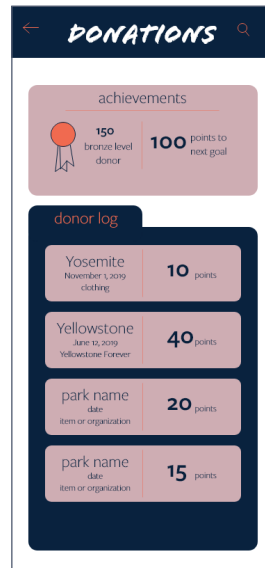 DONATIONS
achievements
150
bronze level
donor
100 points to
next goal
donor log
Yosemite
November 1, 2019
clothing
10 points
Yellowstone
June 12, 2019
Yellowstone Forever
40 points
park name
date
item or organization
20 points
park name
date
item or organization
15 points